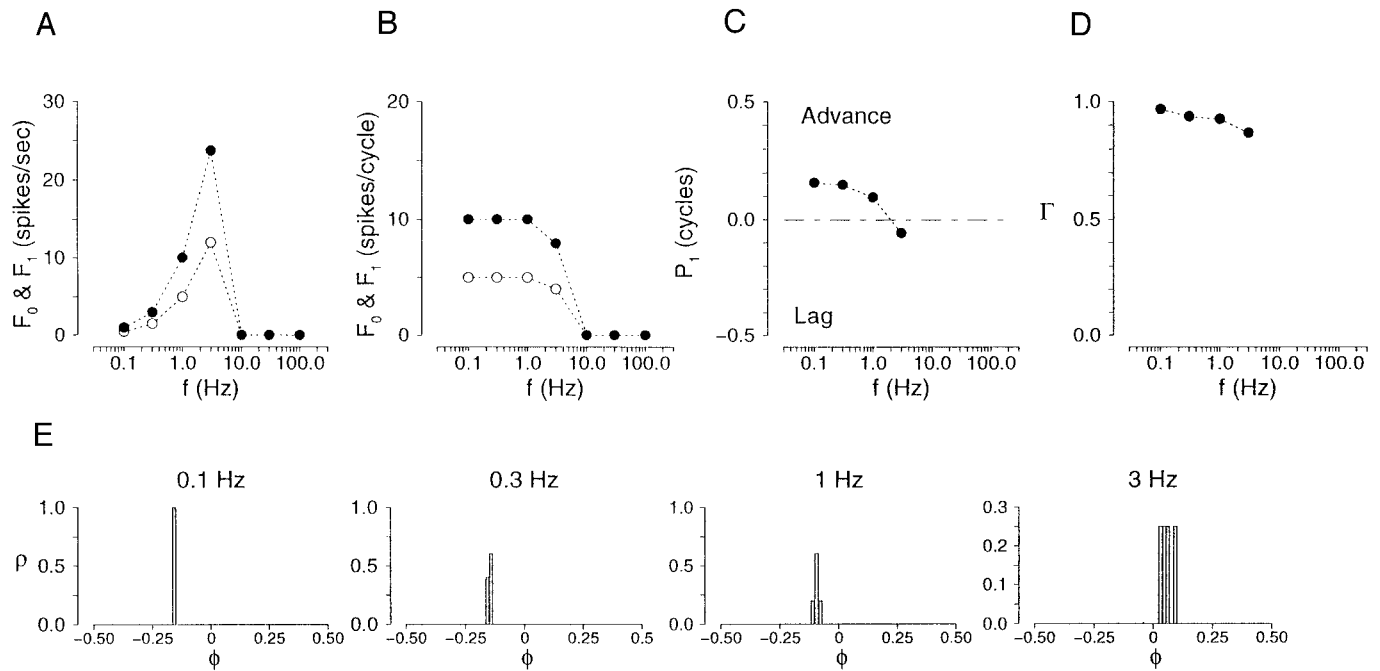 A
B
C
D
F0 & F1 (spikes/sec)
30
20
10
0
0.1 1.0 10.0 100.0
f (Hz)
F0 & F1 (spikes/cycle)
20
10
0
0.1 1.0 10.0 100.0
f (Hz)
P1 (cycles)
0.5
0.0
−0.5
Advance
Lag
0.1 1.0 10.0 100.0
f (Hz)
Γ
1.0
0.5
0.0
0.1 1.0 10.0 100.0
f (Hz)
E
0.1 Hz
ρ
1.0
0.5
0.0
−0.50 −0.25 0 0.25 0.50
ϕ
0.3 Hz
1.0
0.5
0.0
−0.50 −0.25 0 0.25 0.50
ϕ
1 Hz
1.0
0.5
0.0
−0.50 −0.25 0 0.25 0.50
ϕ
3 Hz
0.3
0.2
0.1
0.0
−0.50 −0.25 0 0.25 0.50
ϕ